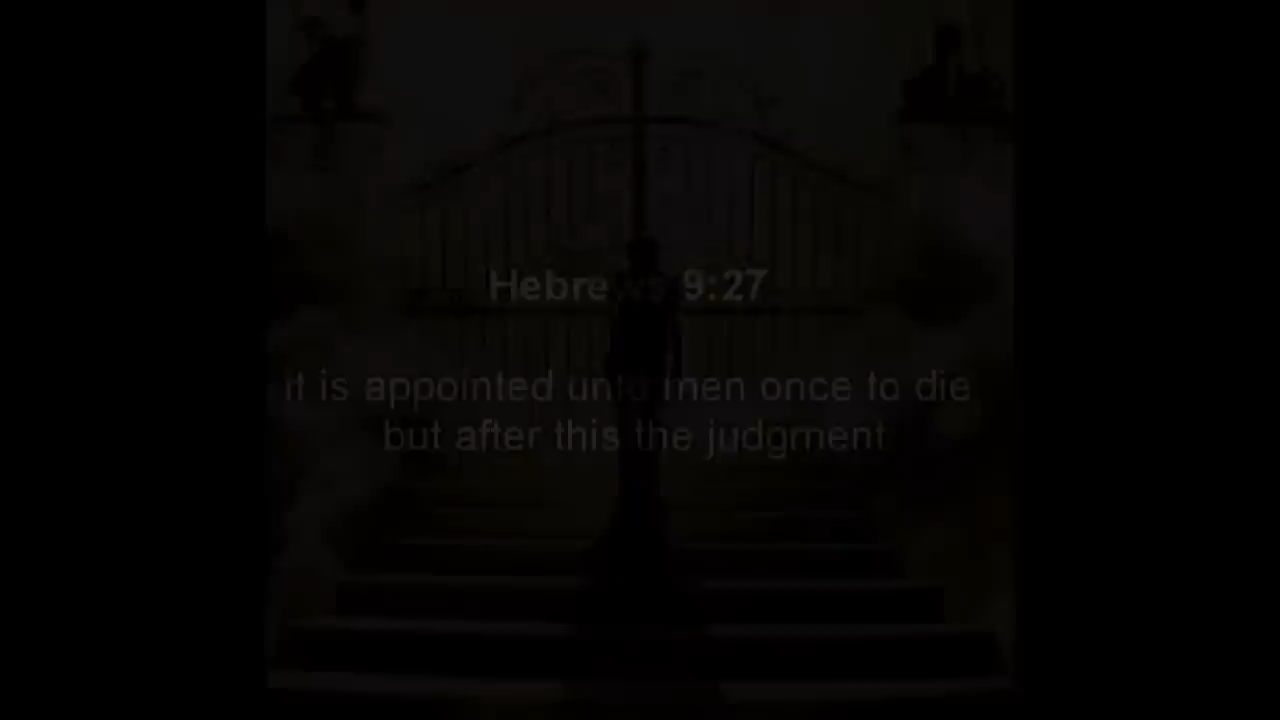 Hebrews 9:27
it is appointed unto men once to die
but after this the judgment